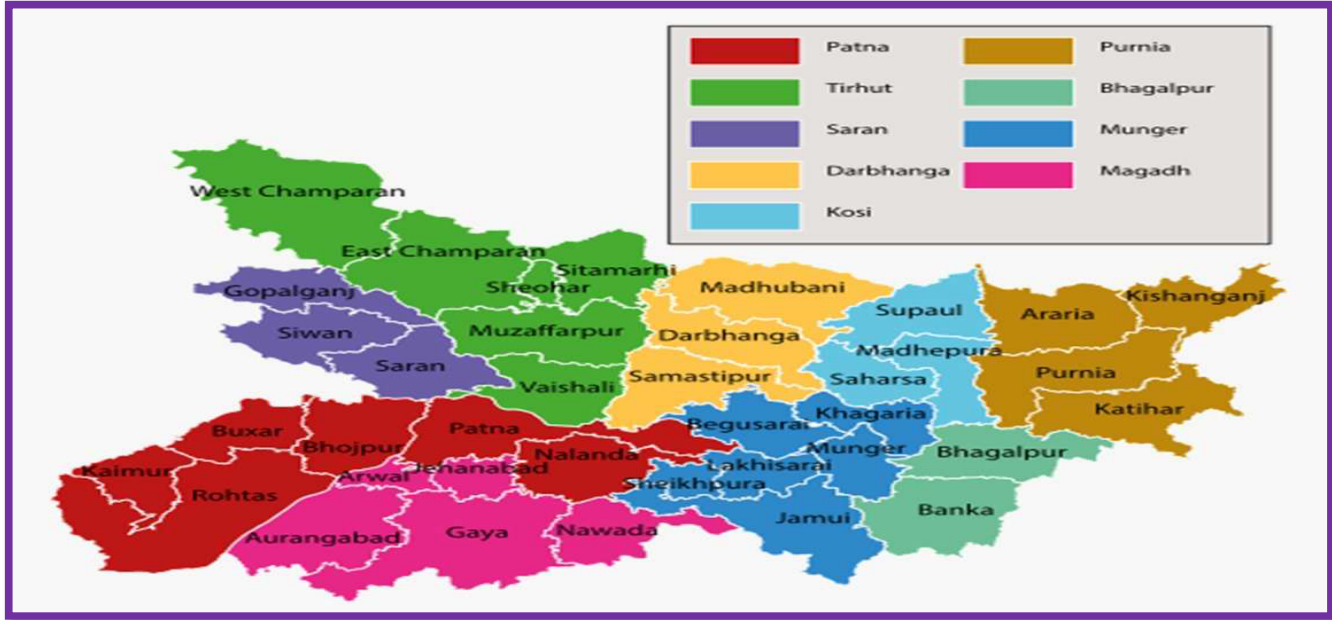 Patna
Purnia
Tirhut
Bhagalpur
Saran
Munger
Darbhanga
Magadh
Kosi
West Champaran
East Champaran
Sitamarhi
Sheohar
Gopalganj
Siwan
Saran
Muzaffarpur
Vaishali
Madhubani
Darbhanga
Samastipur
Supaul
Madhepura
Saharsa
Araria
Kishanganj
Purnia
Katihar
Buxar
Bhojpur
Patna
Nalanda
Kaimur
Rohtas
Arwal
Jehanabad
Aurangabad
Gaya
Nawada
Begusarai
Khagaria
Munger
Lakhisarai
Sheikhpura
Jamui
Bhagalpur
Banka